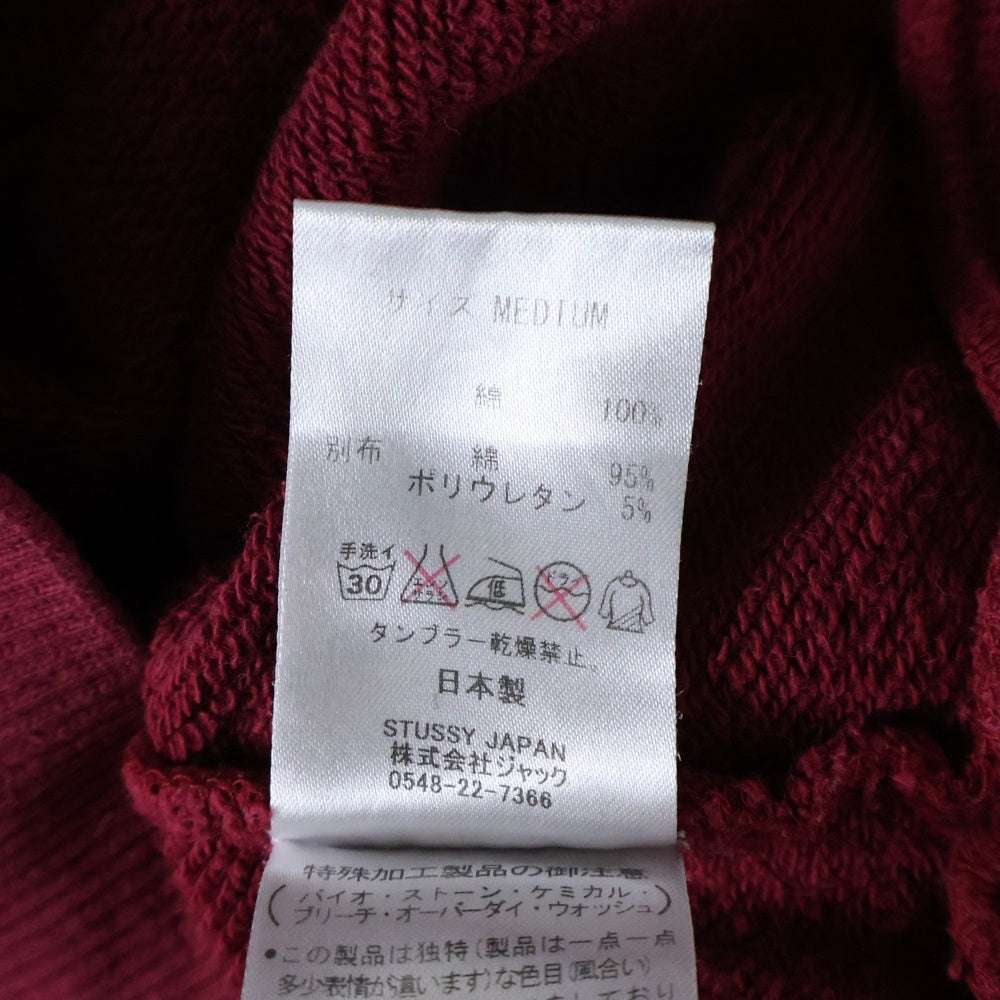 サイズ MEDIUM
綿 100%
別布 綿 95%
ポリウレタン 5%
手洗イ
30 低
タンブラー乾燥禁止。
日本製
STUSSY JAPAN
株式会社ジャック
0548-22-7366
特殊加工製品の御注意
(バイオ・ストーン・ケミカル・
ブリーチ・オーバーダイ・ウォッシュ)
•この製品は独特(製品は一点一点
多少表情が違います)な色目(風合い)